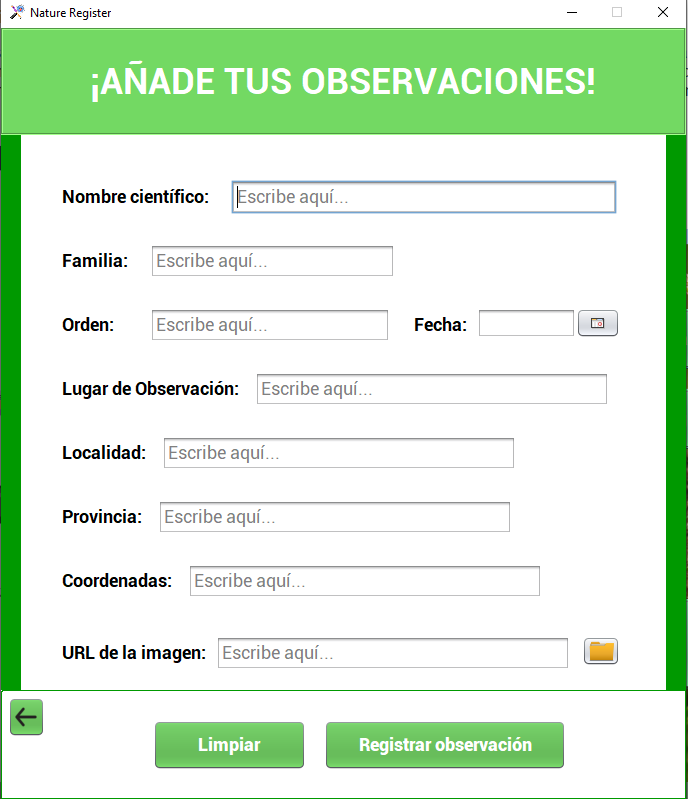 Nature Register
¡AÑADE TUS OBSERVACIONES!
Nombre científico: Escribe aquí...
Familia: Escribe aquí...
Orden: Escribe aquí... Fecha:
Lugar de Observación: Escribe aquí...
Localidad: Escribe aquí...
Provincia: Escribe aquí...
Coordenadas: Escribe aquí...
URL de la imagen: Escribe aquí...
Limpiar Registrar observación